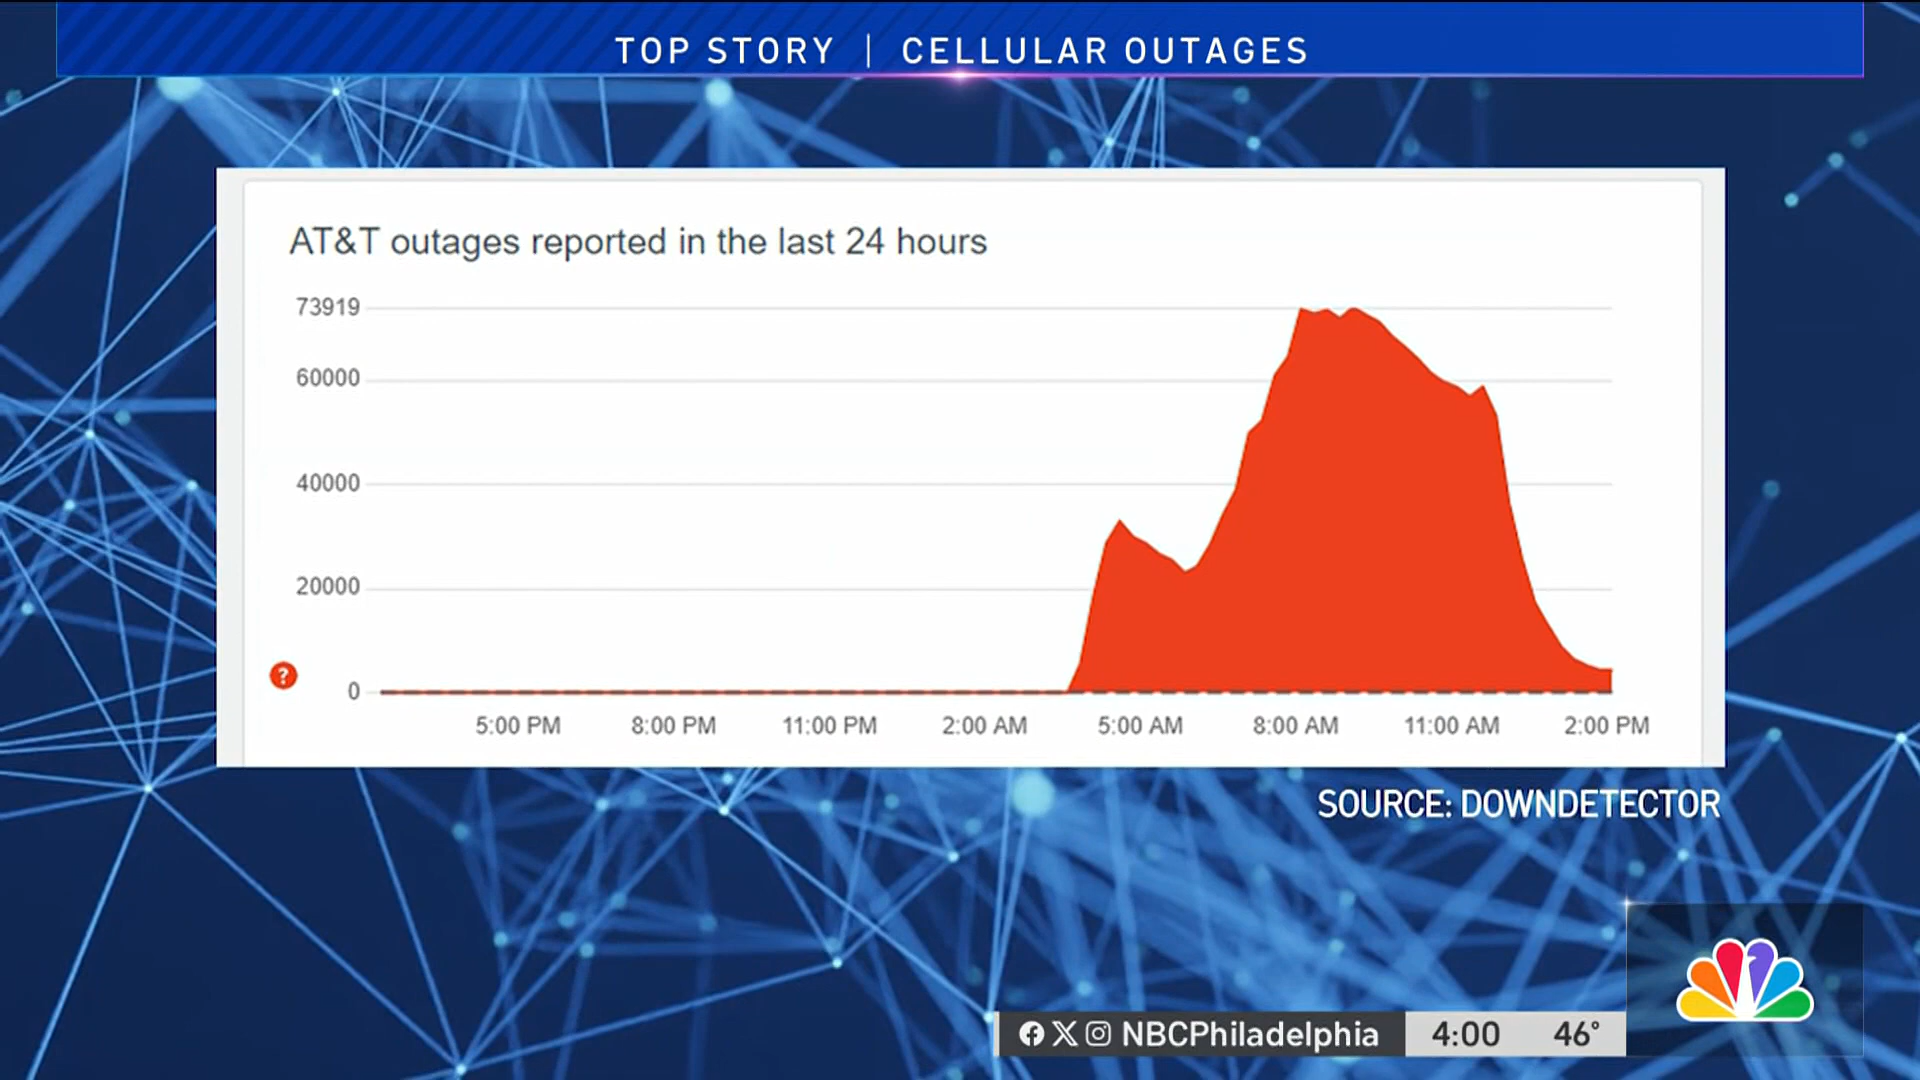 TOP STORY | CELLULAR OUTAGES
AT&T outages reported in the last 24 hours
73919
60000
40000
20000
?
0
5:00 PM 8:00 PM 11:00 PM 2:00 AM 5:00 AM 8:00 AM 11:00 AM 2:00 PM
SOURCE: DOWNDETECTOR
NBCPhiladelphia 4:00 46°